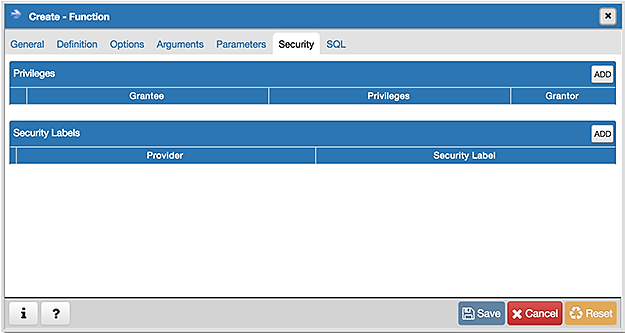 Create - Function
General Definition Options Arguments Parameters Security SQL
Privileges ADD
Grantee Privileges Grantor
Security Labels ADD
Provider Security Label
i ? Save Cancel Reset